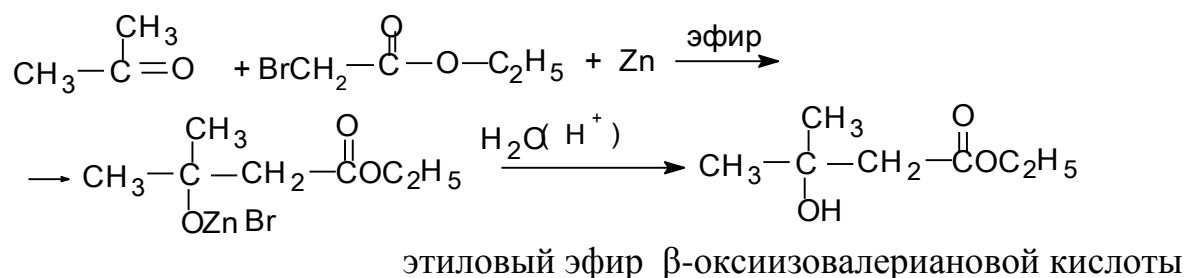 CH3 O эфир
CH3—C=O + BrCH2—C—O—C2H5 + Zn
CH3 O H2O( H+)
CH3—C—CH2—COC2H5 CH3
OZnBr CH3—C—CH2—COC2H5
O
OH
этиловый эфир β-оксиизовалериановой кислоты